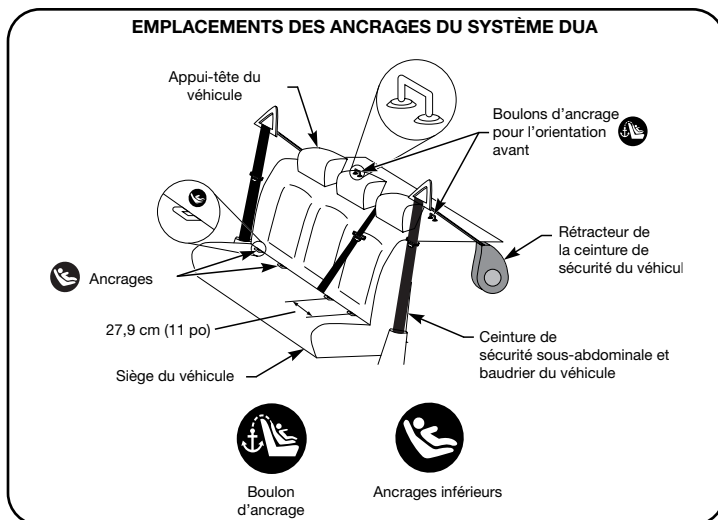 EMPLACEMENTS DES ANCRAGES DU SYSTÈME DUA
Appui-tête du
véhicule
Boulons d'ancrage
pour l'orientation
avant
Rétracteur de
la ceinture de
sécurité du véhicul
Ancrages
27,9 cm (11 po)
Siège du véhicule
Ceinture de
sécurité sous-abdominale et
baudrier du véhicule
Boulon
d'ancrage
Ancrages inférieurs